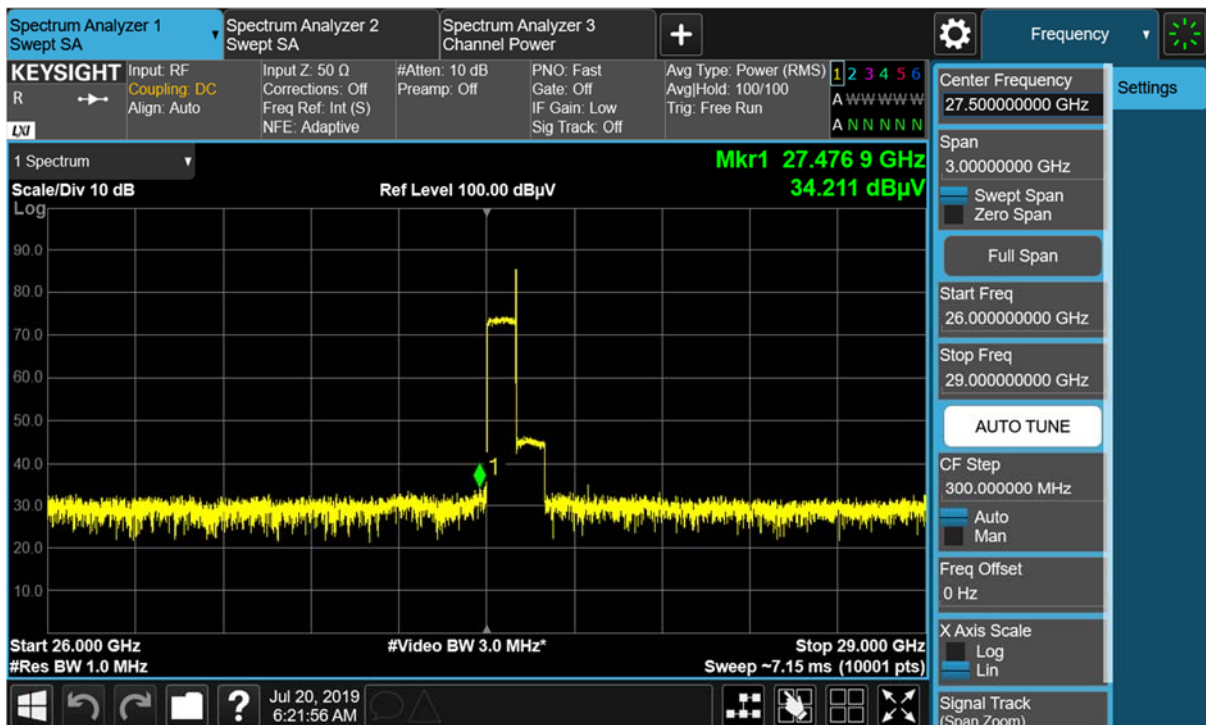 Spectrum Analyzer 1
Swept SA
Spectrum Analyzer 2
Swept SA
Spectrum Analyzer 3
Channel Power
+
Frequency
KEYSIGHT
R
LXI
Input: RF
Coupling: DC
Align: Auto
Input Z: 50 Ω
Corrections: Off
Freq Ref: Int (S)
NFE: Adaptive
#Atten: 10 dB
Preamp: Off
PNO: Fast
Gate: Off
IF Gain: Low
Sig Track: Off
Avg Type: Power (RMS)
Avg|Hold: 100/100
Trig: Free Run
1 2 3 4 5 6
A W W W W W
A N N N N N
1 Spectrum
Scale/Div 10 dB
Log
Ref Level 100.00 dBµV
Mkr1 27.476 9 GHz
34.211 dBµV
90.0
80.0
70.0
60.0
50.0
40.0
30.0
20.0
10.0
1
Start 26.000 GHz
#Res BW 1.0 MHz
#Video BW 3.0 MHz*
Stop 29.000 GHz
Sweep ~7.15 ms (10001 pts)
Center Frequency
27.500000000 GHz
Span
3.00000000 GHz
Swept Span
Zero Span
Full Span
Start Freq
26.000000000 GHz
Stop Freq
29.000000000 GHz
AUTO TUNE
CF Step
300.000000 MHz
Auto
Man
Freq Offset
0 Hz
X Axis Scale
Log
Lin
Signal Track
(Span Zoom)
Settings
?
Jul 20, 2019
6:21:56 AM